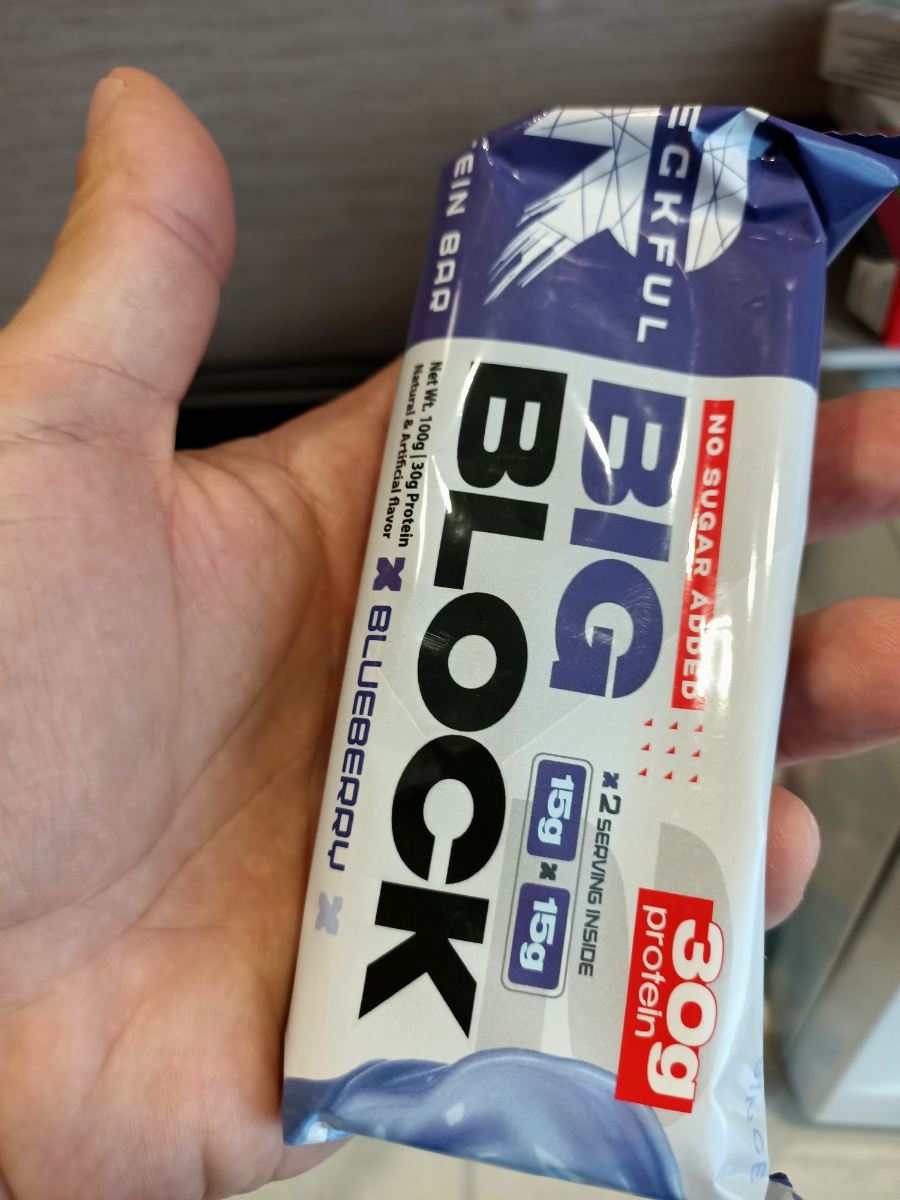 ECKFUL
EIN BAR
NO SUGAR ADDED
BIG
BLOCK
Net Wt. 100g | 30g Protein
Natural & Artificial flavor
BLUEBERRY
x 2 SERVING INSIDE
15g x 15g
30g
protein